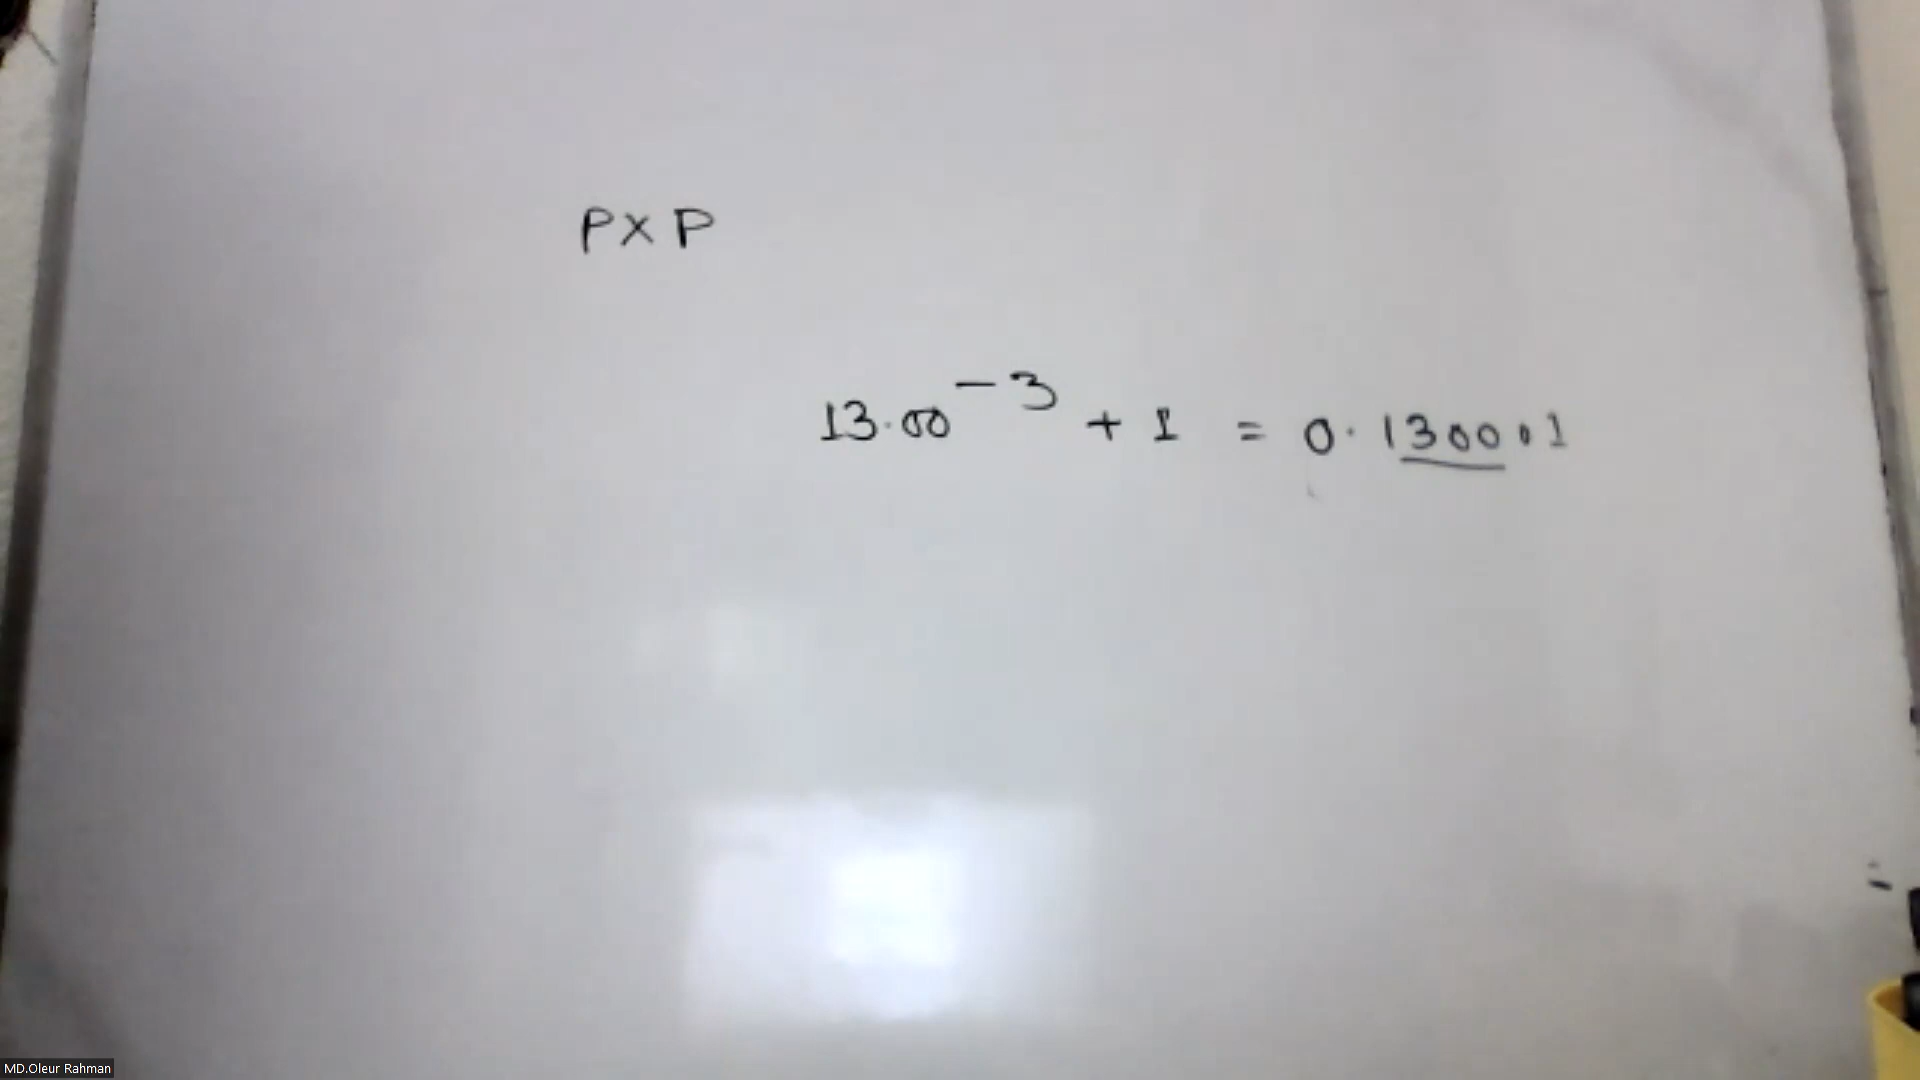 P X P
13.00⁻³ + 1 = 0.130001
MD.Oleur Rahman